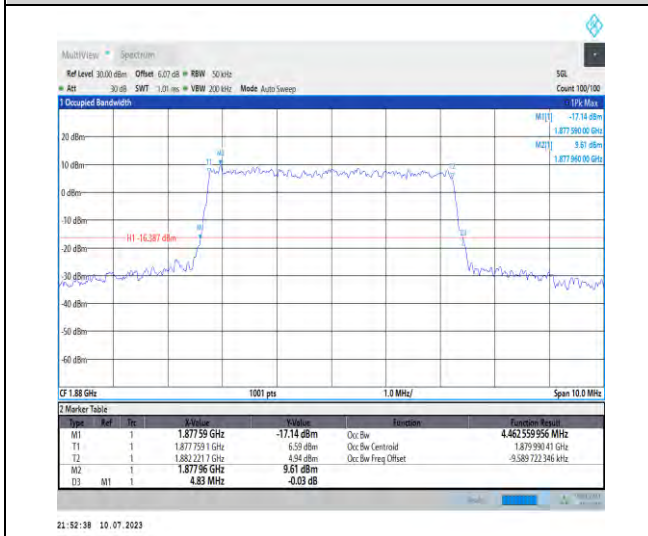 MultiView Spectrum
Ref Level 30.00 dBm Offset 6.07 dB RBW 50 kHz SGL
Att 30 dB SWT 1.01 ms VBW 200 kHz Mode Auto Sweep Count 100/100
1 Occupied Bandwidth 1Pk Max
M1[1] -17.14 dBm
1.877 590 00 GHz
20 dBm
M2[1] 9.61 dBm
1.877 960 00 GHz
M2
T1
10 dBm
0 dBm
-10 dBm
H1 -16.387 dBm
D3
-20 dBm
-30 dBm
-40 dBm
-50 dBm
-60 dBm
CF 1.88 GHz 1001 pts 1.0 MHz/ Span 10.0 MHz
2 Marker Table
Type Ref Trc X-Value Y-Value Function Function Result
M1 1 1.87759 GHz -17.14 dBm Occ Bw 4.462 559 956 MHz
T1 1 1.877 759 1 GHz 6.59 dBm Occ Bw Centroid 1.879 990 41 GHz
T2 1 1.882 221 7 GHz 4.94 dBm Occ Bw Freq Offset -9.589 722 346 kHz
M2 1 1.87796 GHz 9.61 dBm
D3 M1 1 4.83 MHz -0.03 dB
21:52:38 10.07.2023